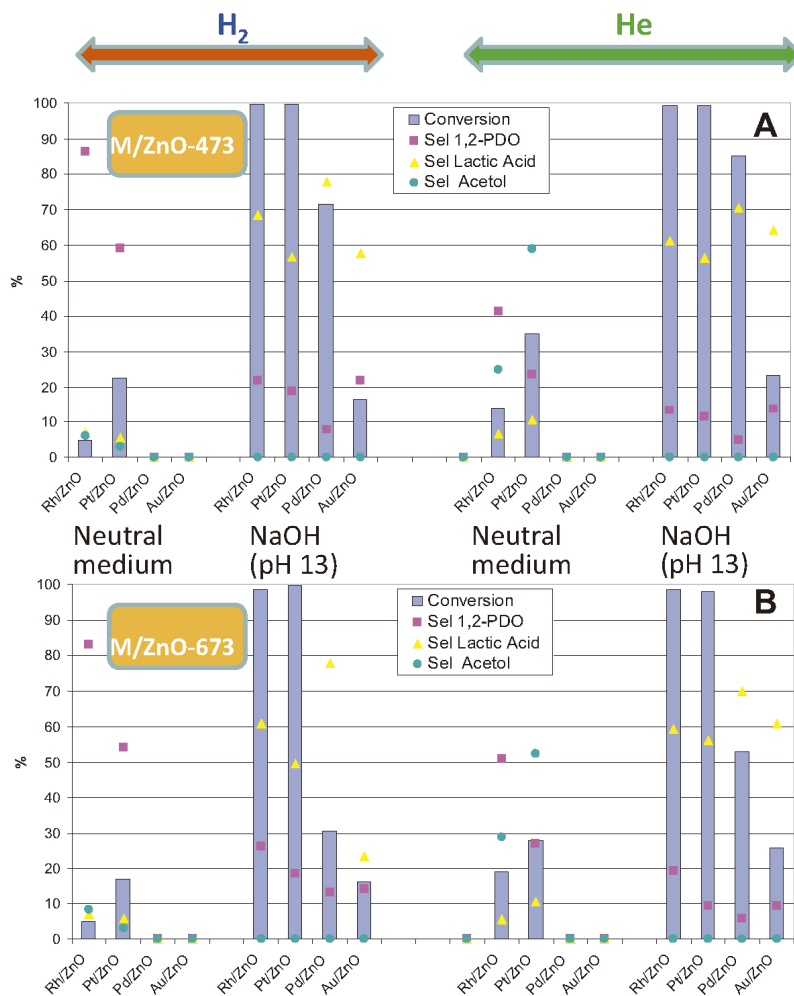 H2
He
100
90
80
70
60
50
40
30
20
10
0
%
M/ZnO-473
Conversion
Sel 1,2-PDO
Sel Lactic Acid
Sel Acetol
A
Rh/ZnO
Pt/ZnO
Pd/ZnO
Au/ZnO
Rh/ZnO
Pt/ZnO
Pd/ZnO
Au/ZnO
Rh/ZnO
Pt/ZnO
Pd/ZnO
Au/ZnO
Rh/ZnO
Pt/ZnO
Pd/ZnO
Au/ZnO
Neutral
medium
NaOH
(pH 13)
Neutral
medium
NaOH
(pH 13)
100
90
80
70
60
50
40
30
20
10
0
%
M/ZnO-673
Conversion
Sel 1,2-PDO
Sel Lactic Acid
Sel Acetol
B
Rh/ZnO
Pt/ZnO
Pd/ZnO
Au/ZnO
Rh/ZnO
Pt/ZnO
Pd/ZnO
Au/ZnO
Rh/ZnO
Pt/ZnO
Pd/ZnO
Au/ZnO
Rh/ZnO
Pt/ZnO
Pd/ZnO
Au/ZnO